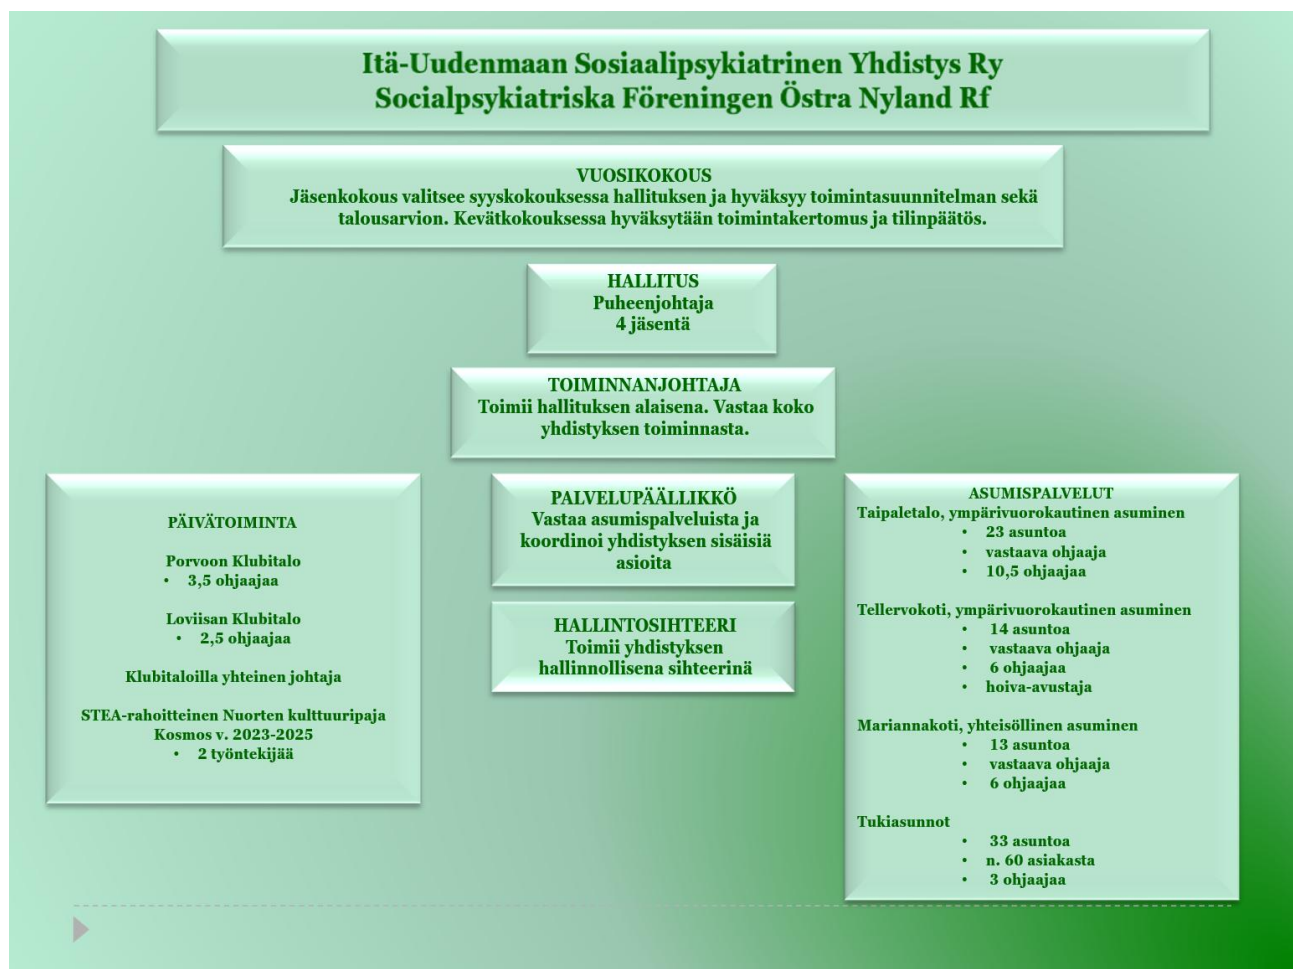 Itä-Uudenmaan Sosiaalipsykiatrinen Yhdistys Ry
Socialpsykiatriska Föreningen Östra Nyland Rf
VUOSIKOKOUS
Jäsenkokous valitsee syyskokouksessa hallituksen ja hyväksyy toimintasuunnitelman sekä
talousarvion. Kevätkokouksessa hyväksytään toimintakertomus ja tilinpäätös.
HALLITUS
Puheenjohtaja
4 jäsentä
TOIMINNANJOHTAJA
Toimii hallituksen alaisena. Vastaa koko
yhdistyksen toiminnasta.
PÄIVÄTOIMINTA
Porvoon Klubitalo
• 3,5 ohjaajaa
Loviisan Klubitalo
• 2,5 ohjaajaa
Klubitaloilla yhteinen johtaja
STEA-rahoitteinen Nuorten kulttuuripaja
Kosmos v. 2023-2025
• 2 työntekijää
PALVELUPÄÄLLIKKÖ
Vastaa asumispalveluista ja
koordinoi yhdistyksen sisäisiä
asioita
HALLINTOSIHTEERI
Toimii yhdistyksen
hallinnollisena sihteerinä
ASUMISPALVELUT
Taipaletalo, ympärivuorokautinen asuminen
• 23 asuntoa
• vastaava ohjaaja
• 10,5 ohjaajaa
Tellervokoti, ympärivuorokautinen asuminen
• 14 asuntoa
• vastaava ohjaaja
• 6 ohjaajaa
• hoiva-avustaja
Mariannakoti, yhteisöllinen asuminen
• 13 asuntoa
• vastaava ohjaaja
• 6 ohjaajaa
Tukiasunnot
• 33 asuntoa
• n. 60 asiakasta
• 3 ohjaajaa